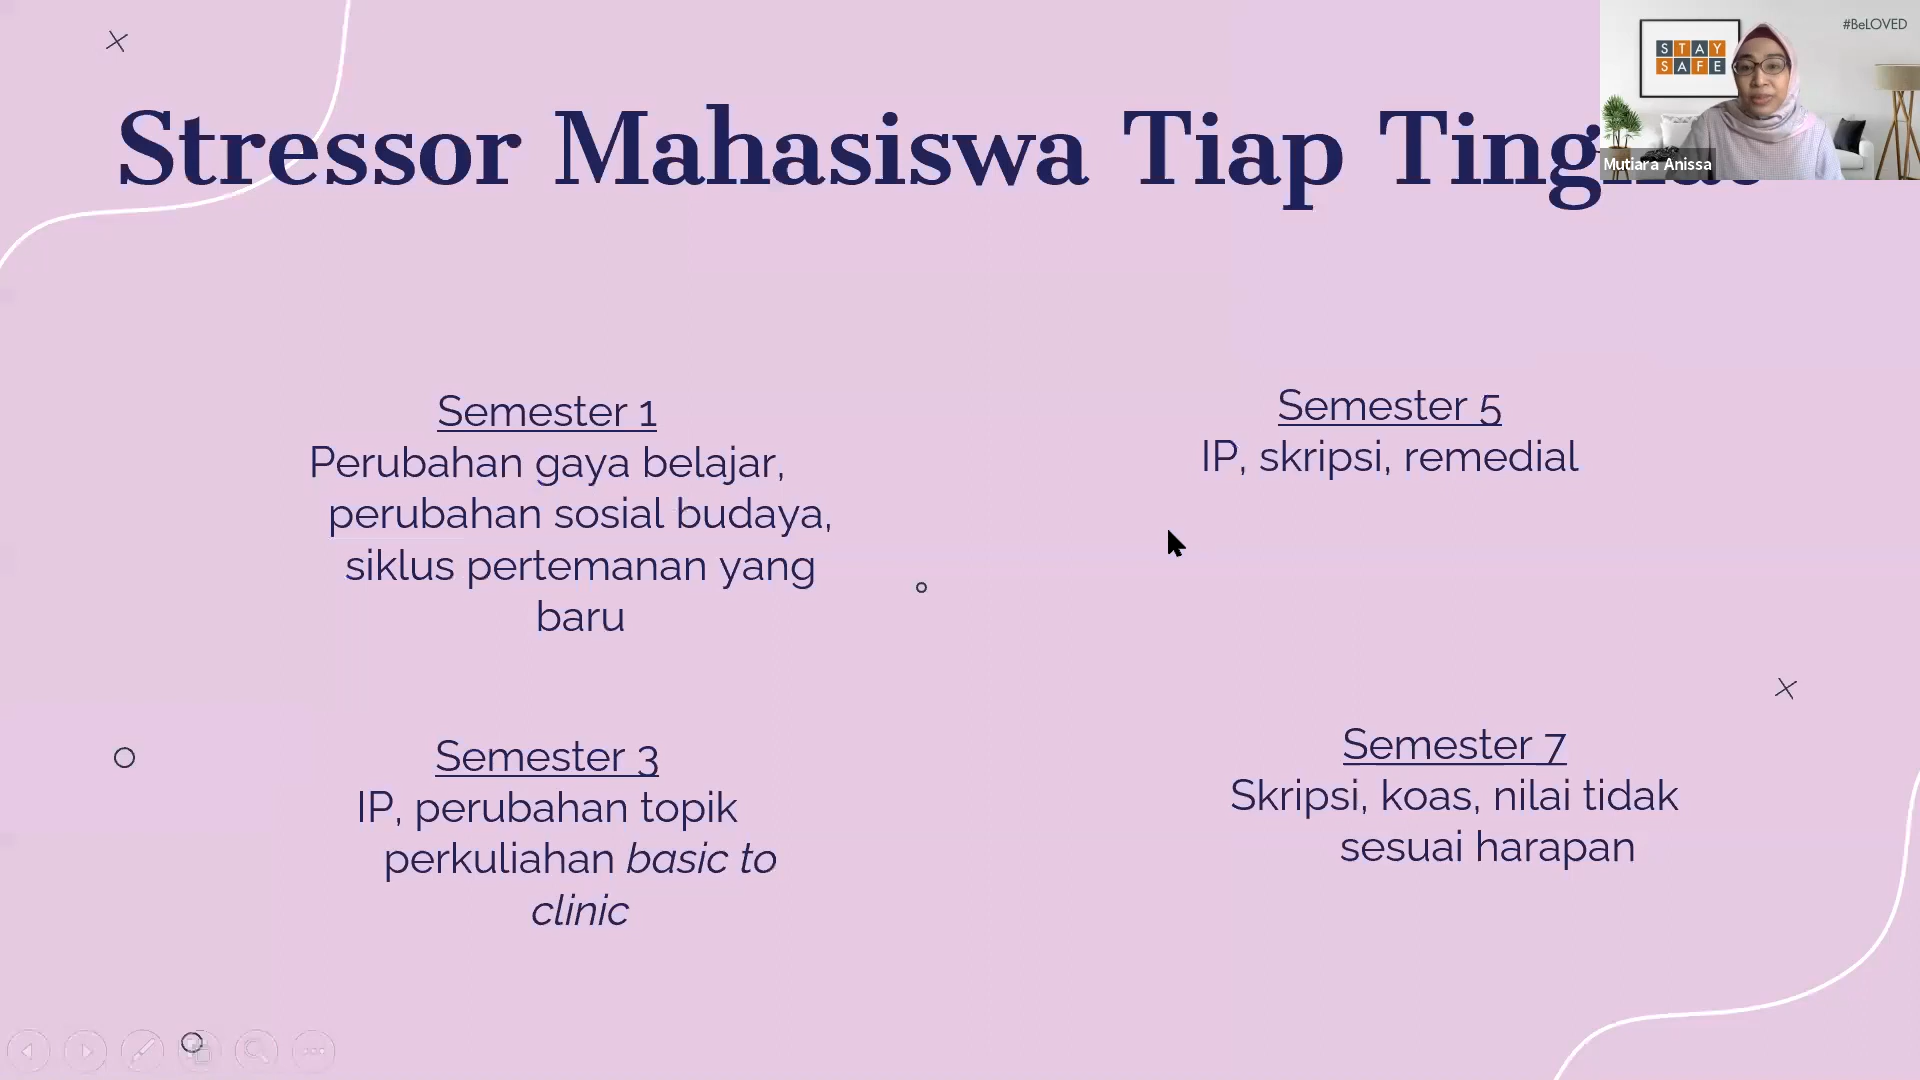 #BeLOVED
STAY
SAFE
Mutiara Anissa
Stressor Mahasiswa Tiap
Semester 1
Perubahan gaya belajar,
perubahan sosial budaya,
siklus pertemanan yang
baru
Semester 3
IP, perubahan topik
perkuliahan basic to
clinic
Semester 5
IP, skripsi, remedial
Semester 7
Skripsi, koas, nilai tidak
sesuai harapan